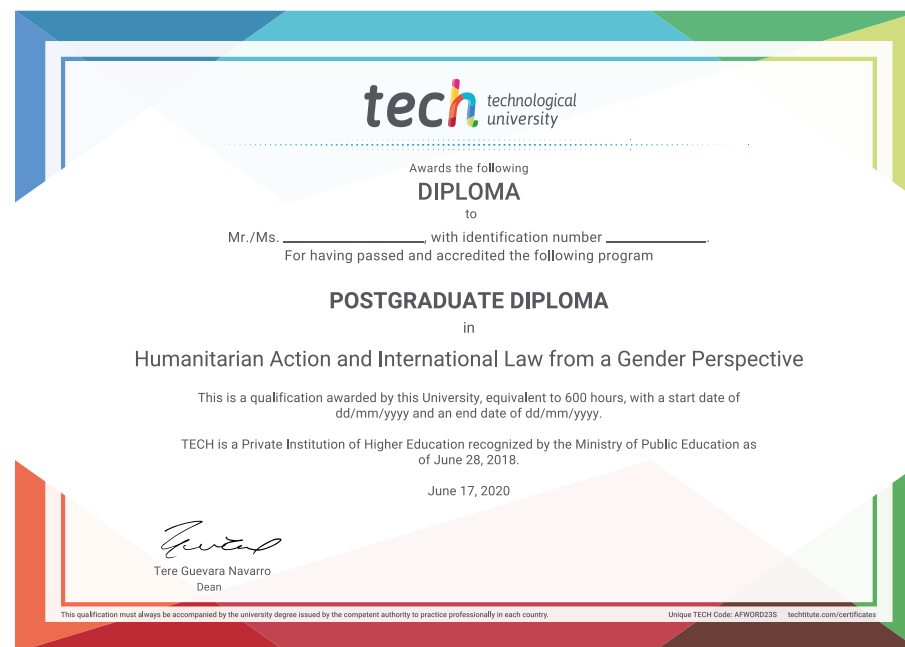 tech technological
university
Awards the following
DIPLOMA
to
Mr./Ms. ____________________, with identification number ______________.
For having passed and accredited the following program
POSTGRADUATE DIPLOMA
in
Humanitarian Action and International Law from a Gender Perspective
This is a qualification awarded by this University, equivalent to 600 hours, with a start date of
dd/mm/yyyy and an end date of dd/mm/yyyy.
TECH is a Private Institution of Higher Education recognized by the Ministry of Public Education as
of June 28, 2018.
June 17, 2020
Tere Guevara Navarro
Dean
This qualification must always be accompanied by the university degree issued by the competent authority to practice professionally in each country.
Unique TECH Code: AFWORD23S techtitute.com/certificates